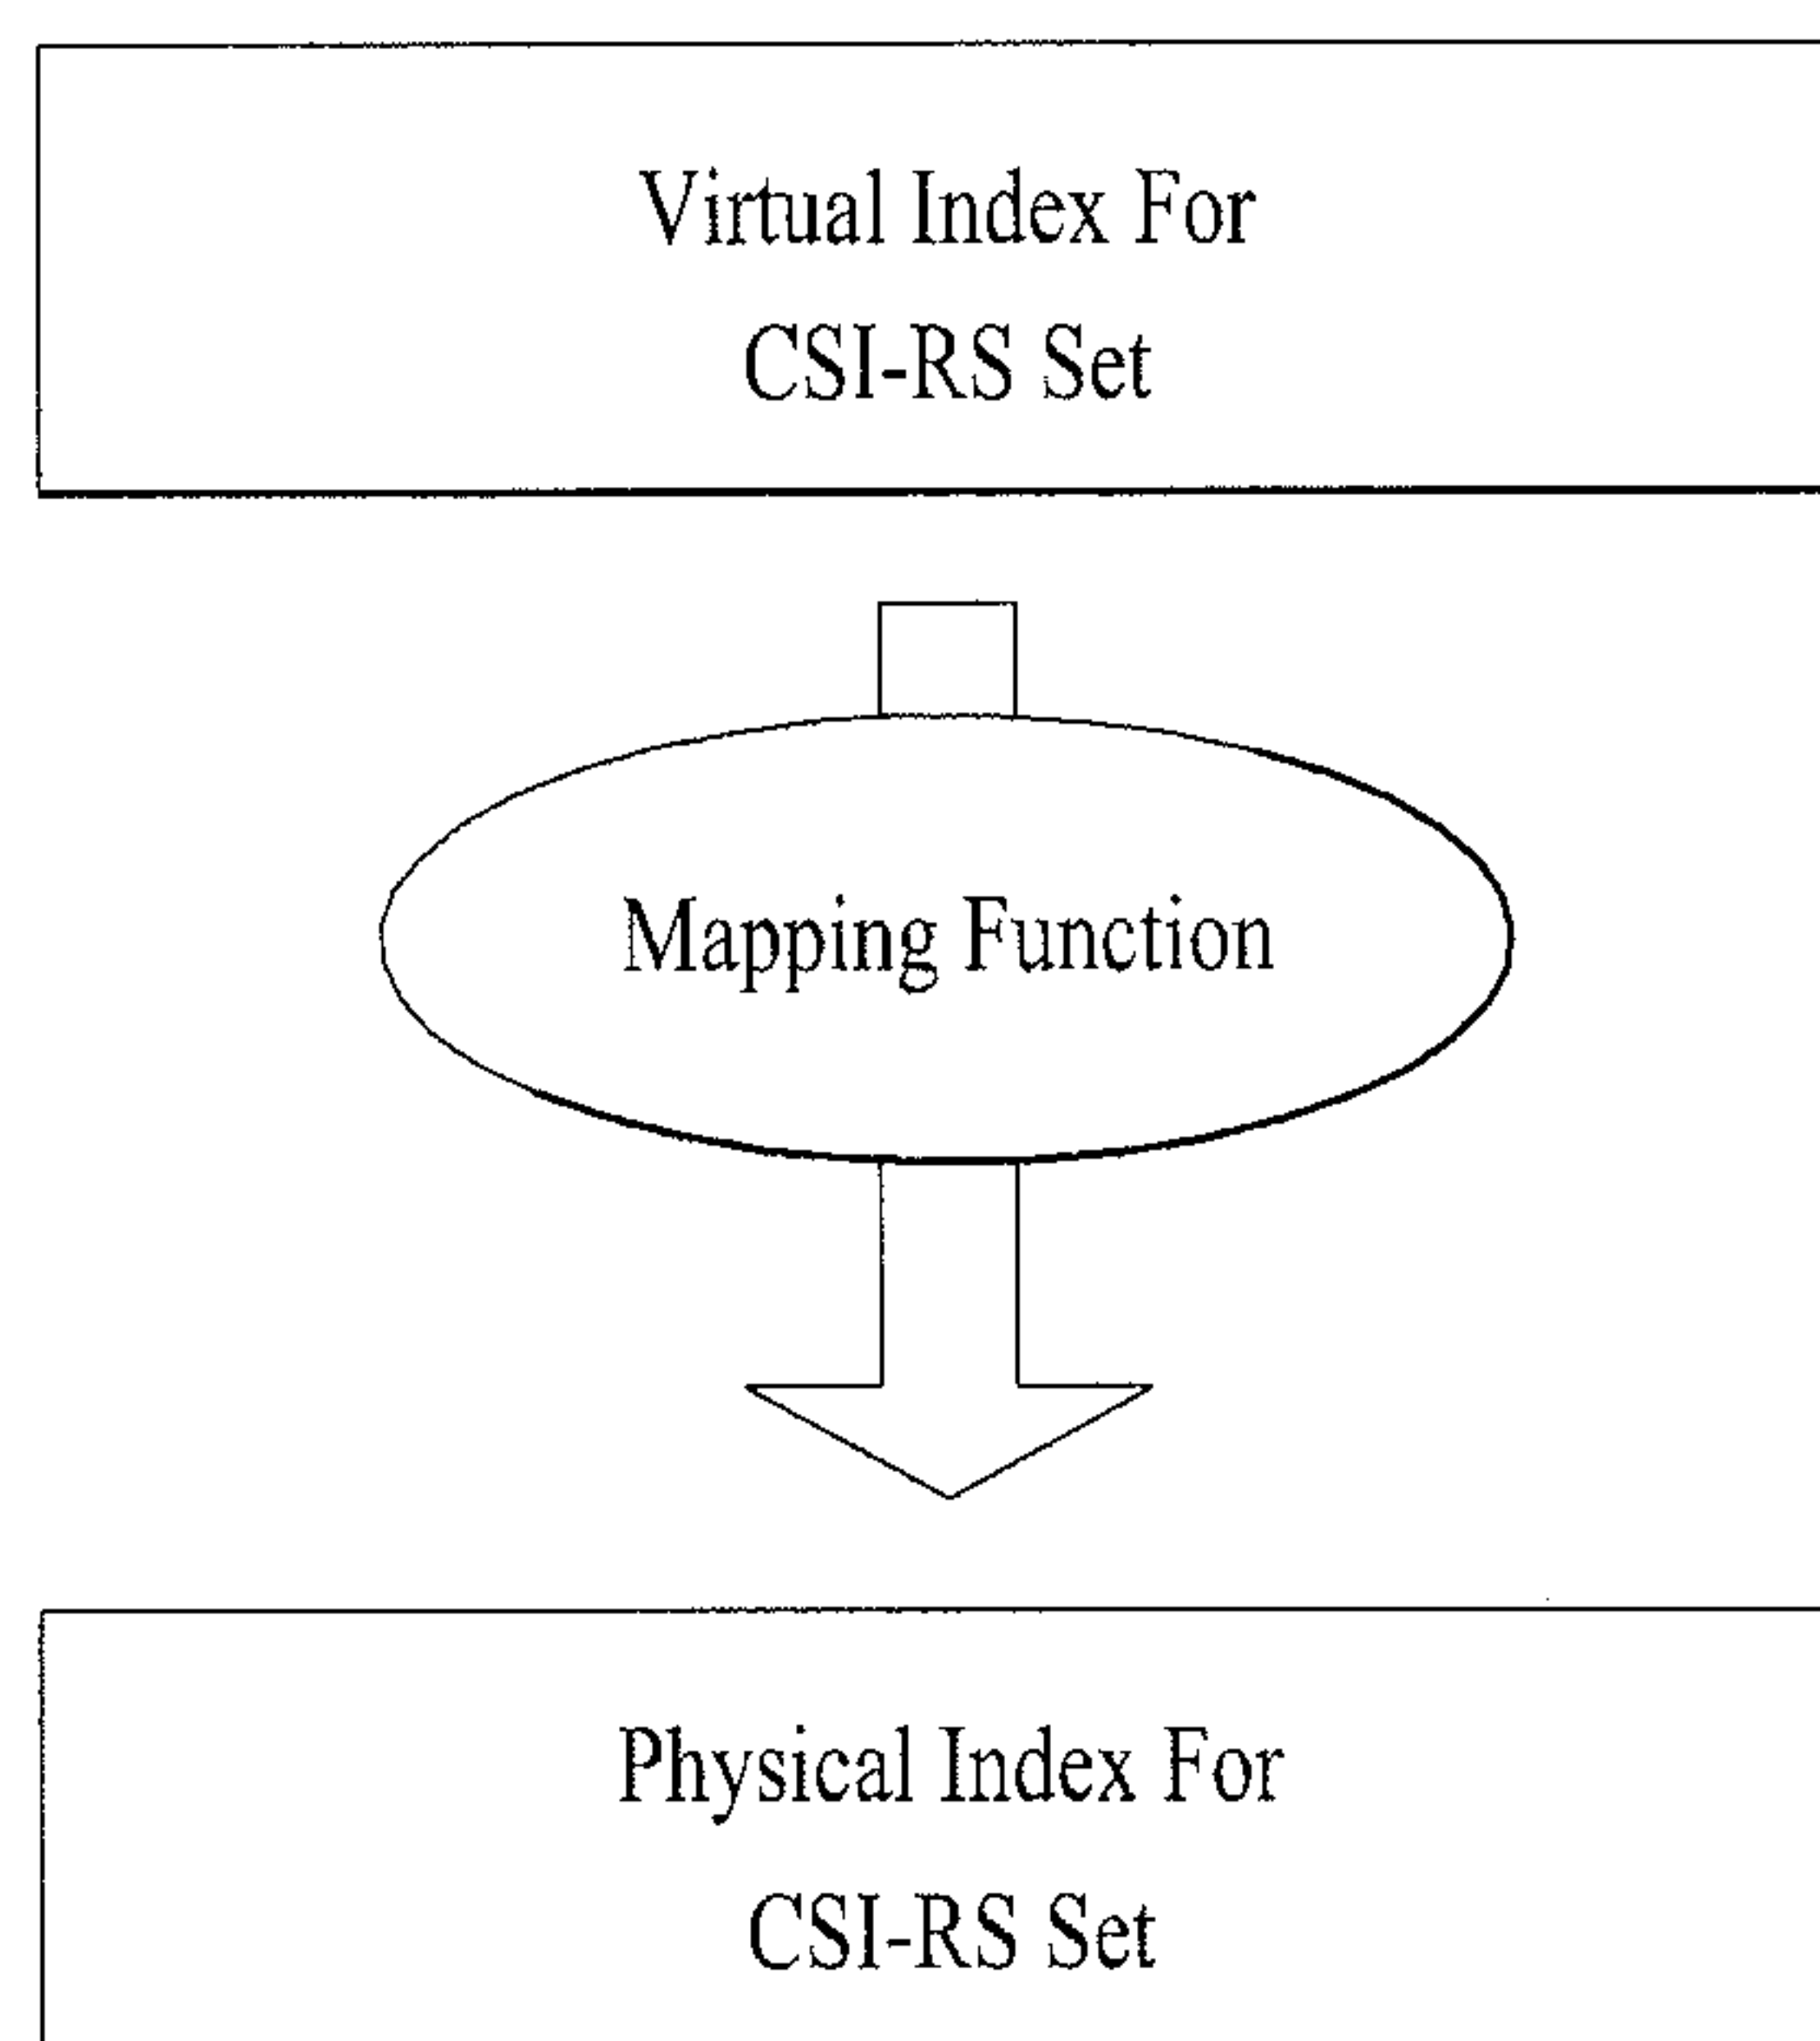 Virtual Index For
CSI-RS Set
Mapping Function
Physical Index For
CSI-RS Set